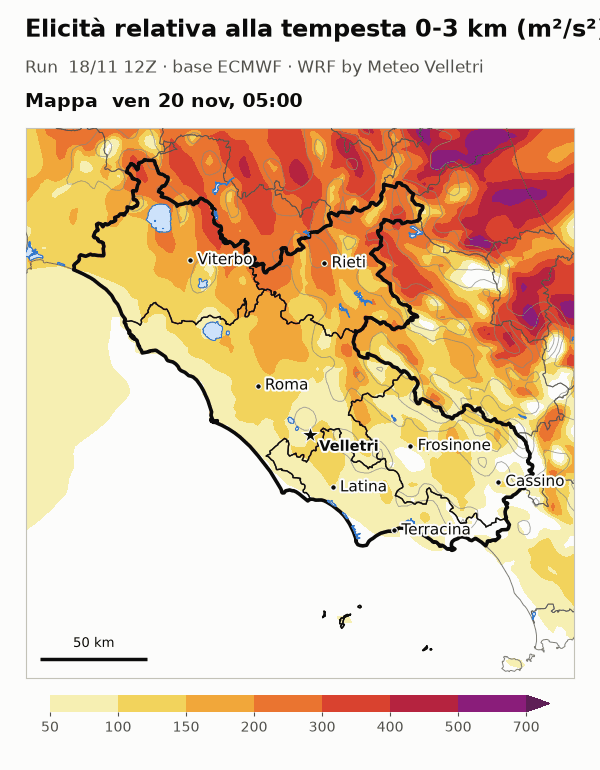 Elicità relativa alla tempesta 0-3 km (m²/s²)
Run  18/11 12Z · base ECMWF · WRF by Meteo Velletri
Mappa  ven 20 nov, 05:00
Viterbo
Rieti
Roma
Velletri
Frosinone
Cassino
Latina
Terracina
50 km
50 100 150 200 300 400 500 700